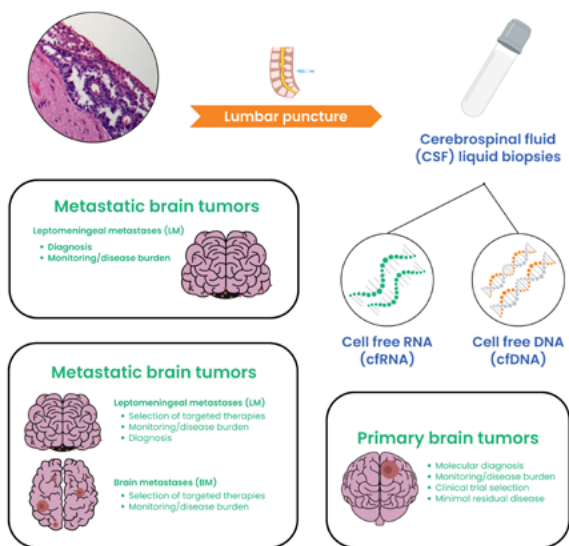 Lumbar puncture
Cerebrospinal fluid
(CSF) liquid biopsies
Metastatic brain tumors
Leptomeningeal metastases (LM)
• Diagnosis
• Monitoring/disease burden
Cell free RNA
(cfRNA)
Cell free DNA
(cfDNA)
Metastatic brain tumors
Leptomeningeal metastases (LM)
• Selection of targeted therapies
• Monitoring/disease burden
• Diagnosis
Brain metastases (BM)
• Selection of targeted therapies
• Monitoring/disease burden
Primary brain tumors
• Molecular diagnosis
• Monitoring/disease burden
• Clinical trial selection
• Minimal residual disease